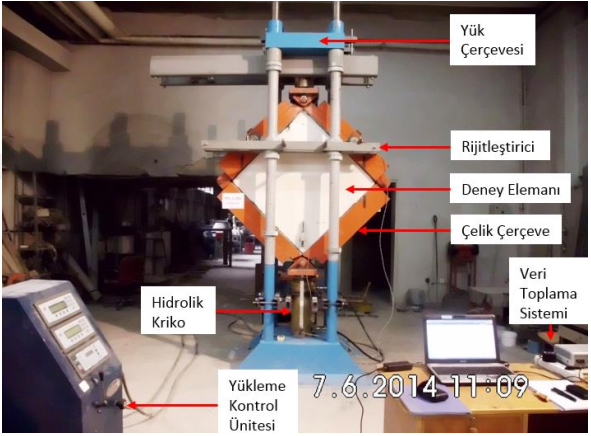 Yük
Çerçevesi
Rijitleştirici
Deney Elemanı
Çelik Çerçeve
Veri
Toplama
Sistemi
Hidrolik
Kriko
Yükleme
Kontrol
Ünitesi
7.6.2014 11:09